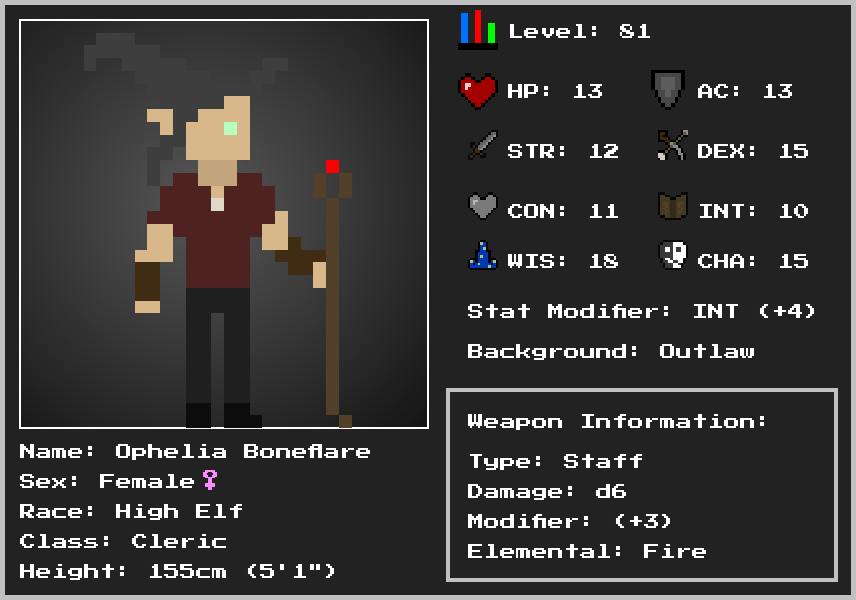 Level: 81
HP: 13 AC: 13
STR: 12 DEX: 15
CON: 11 INT: 10
WIS: 18 CHA: 15
Stat Modifier: INT (+4)
Background: Outlaw
Weapon Information:
Type: Staff
Damage: d6
Modifier: (+3)
Elemental: Fire
Name: Ophelia Boneflare
Sex: Female♀
Race: High Elf
Class: Cleric
Height: 155cm (5'1")